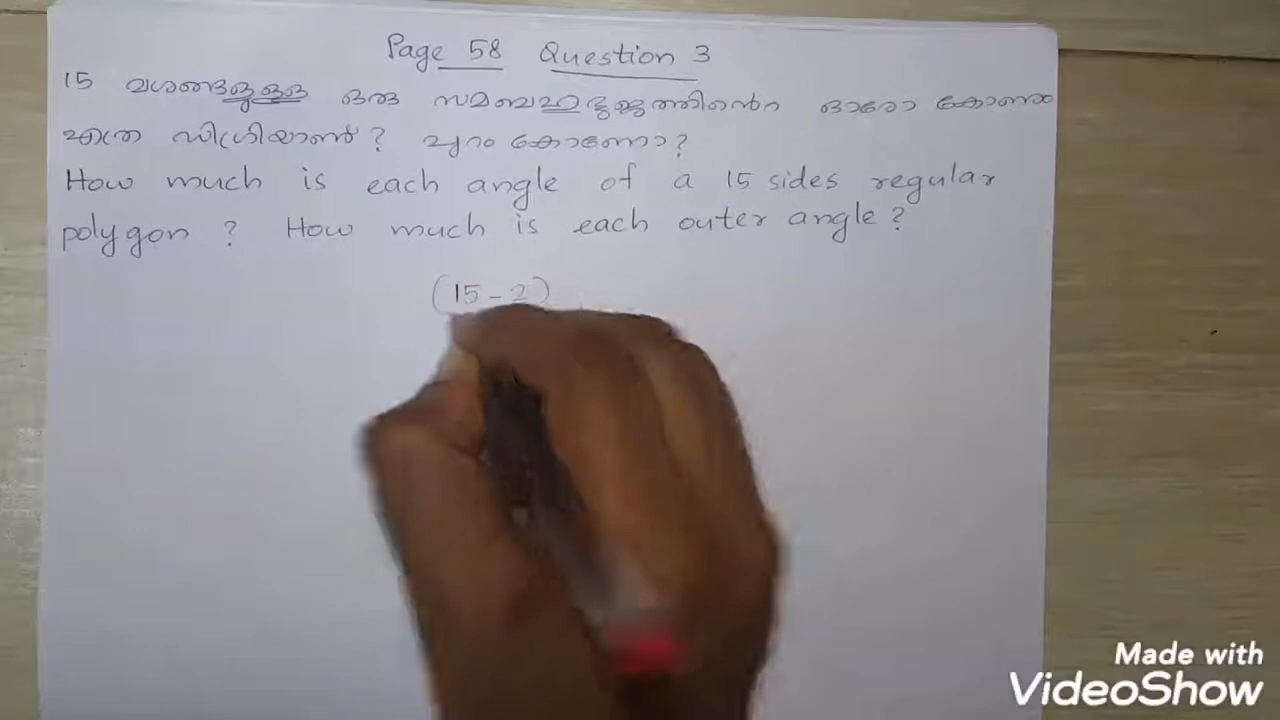 Page 58 Question 3
15 വശങ്ങളുള്ള ഒരു സമബഹുഭുജത്തിന്റെ ഓരോ കോണും
എത്ര ഡിഗ്രിയാണ്? പുറം കോണോ?
How much is each angle of a 15 sides regular
polygon ? How much is each outer angle ?
(15 - 2)
Made with
VideoShow